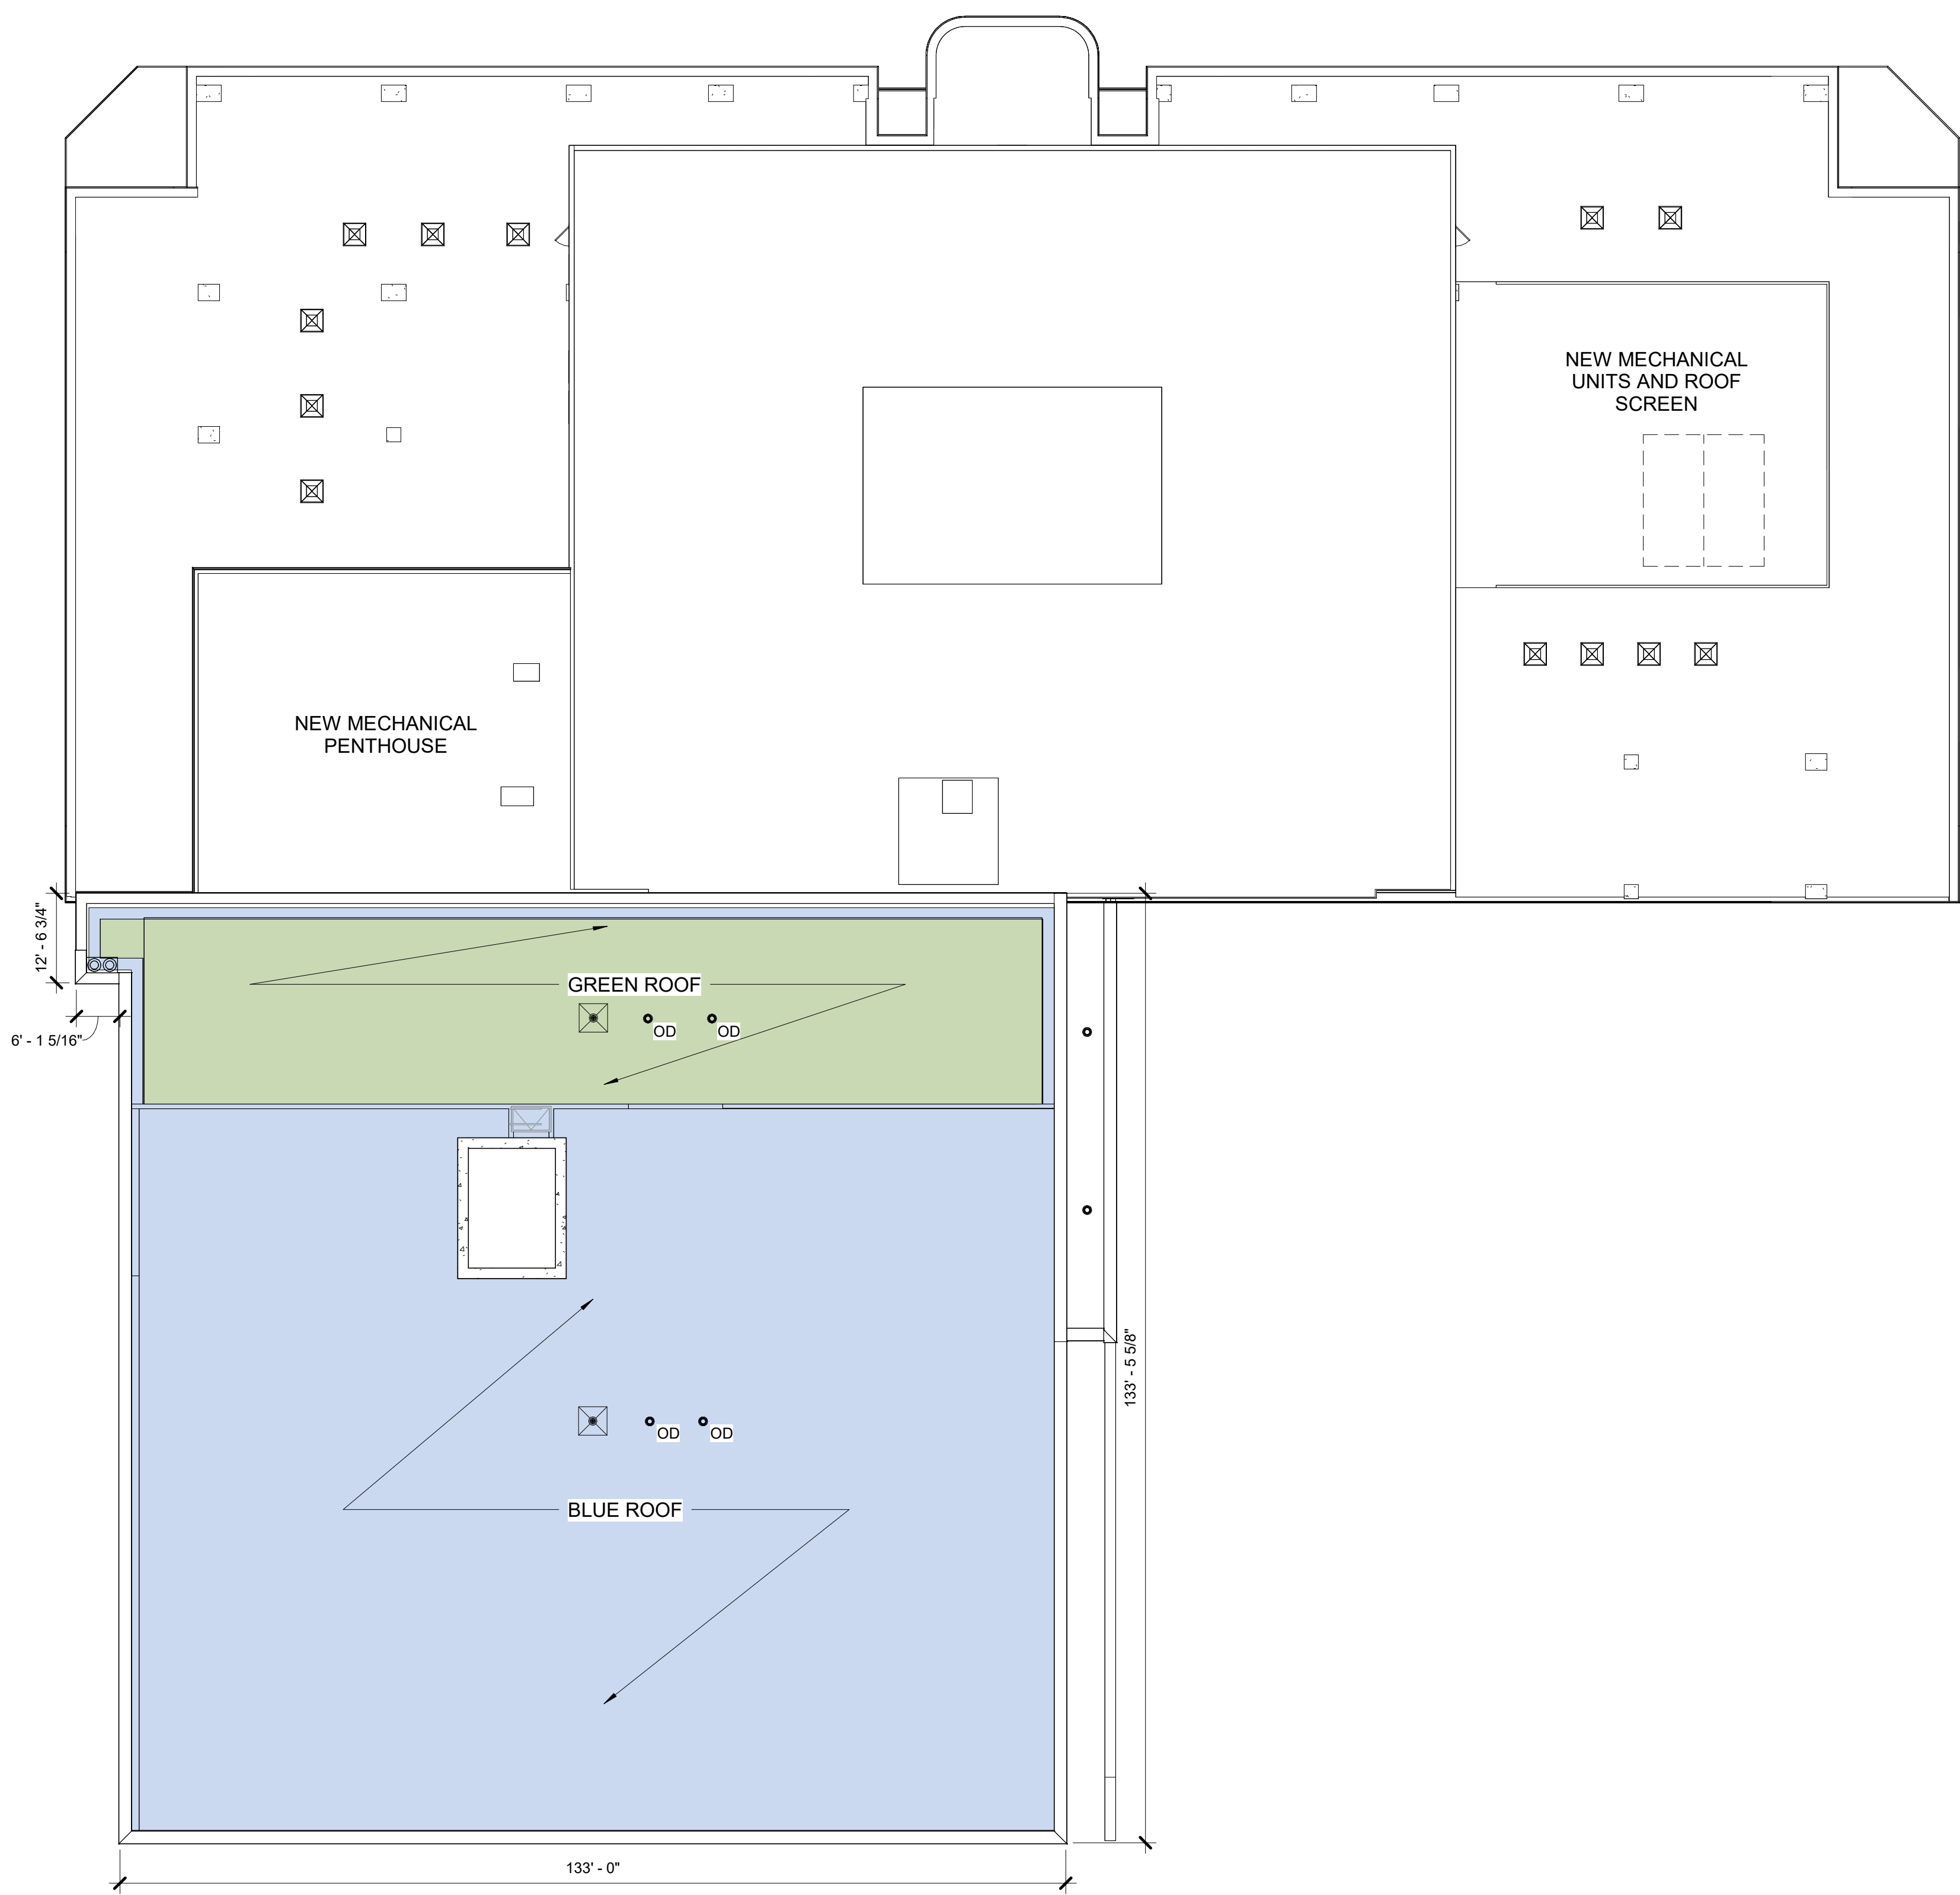 NEW MECHANICAL
UNITS AND ROOF
SCREEN
NEW MECHANICAL
PENTHOUSE
12' - 6 3/4"
GREEN ROOF
OD
OD
6' - 1 5/16"
133' - 5 5/8"
OD
OD
BLUE ROOF
133' - 0"